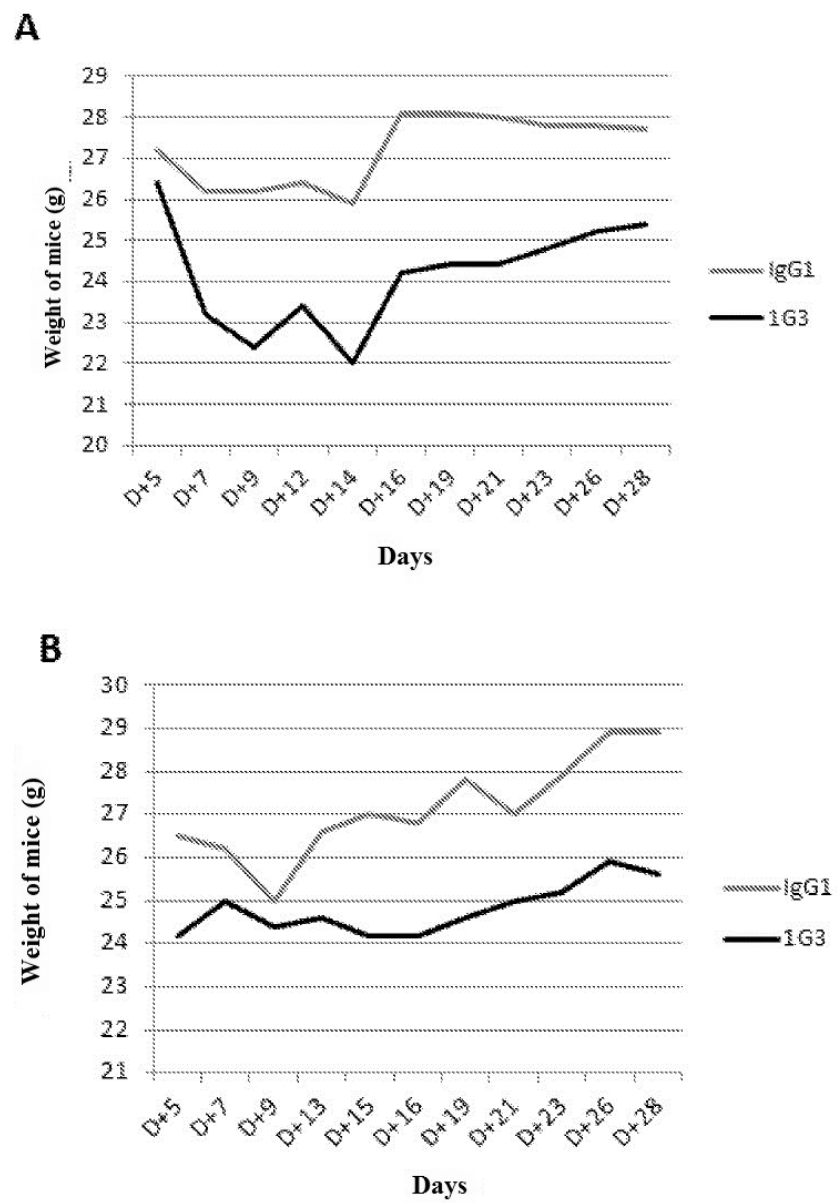 A
29
28
27
26
25
24
23
22
21
20
Weight of mice (g)
D+5 D+7 D+9 D+12 D+14 D+16 D+19 D+21 D+23 D+26 D+28
Days
IgG1
1G3
B
30
29
28
27
26
25
24
23
22
21
Weight of mice (g)
D+5 D+7 D+9 D+13 D+15 D+16 D+19 D+21 D+23 D+26 D+28
Days
IgG1
1G3